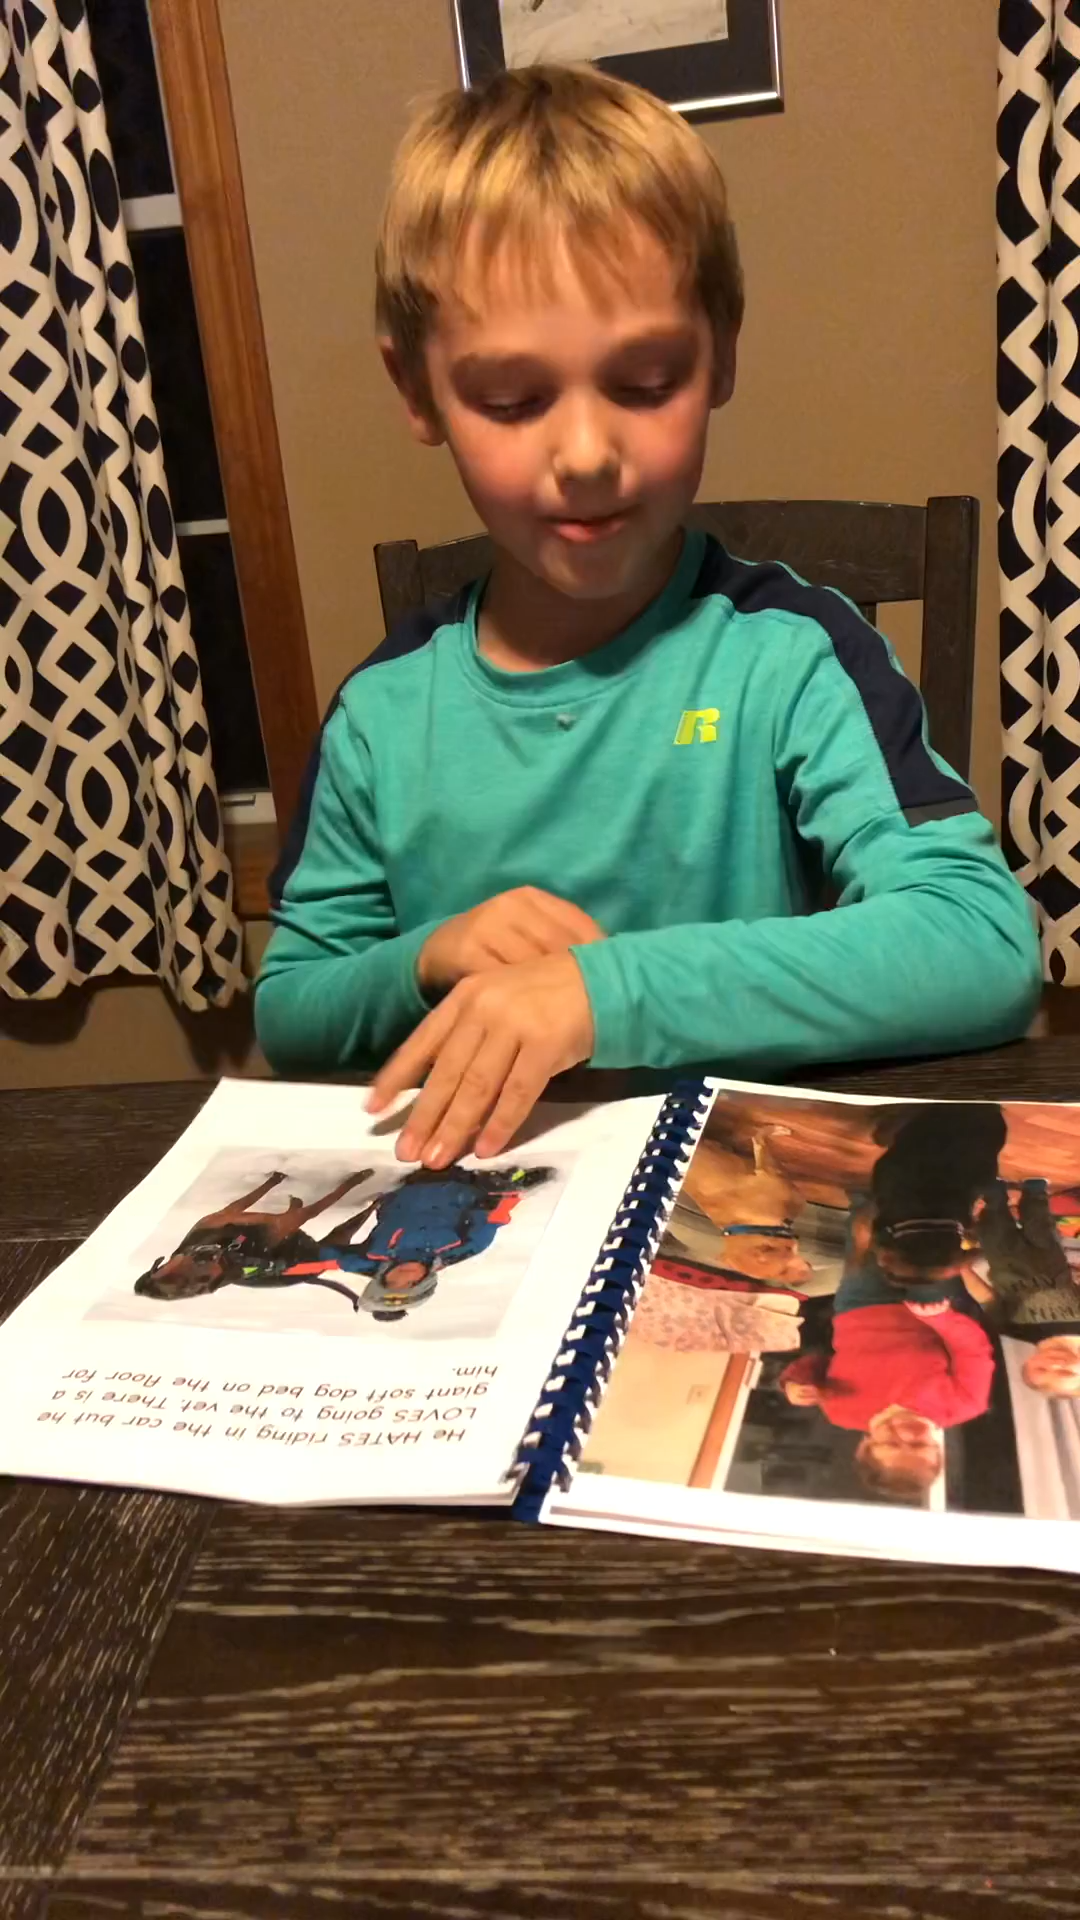 He HATES riding in the car but he
LOVES going to the vet. There is a
giant soft dog bed on the floor for
him.
R